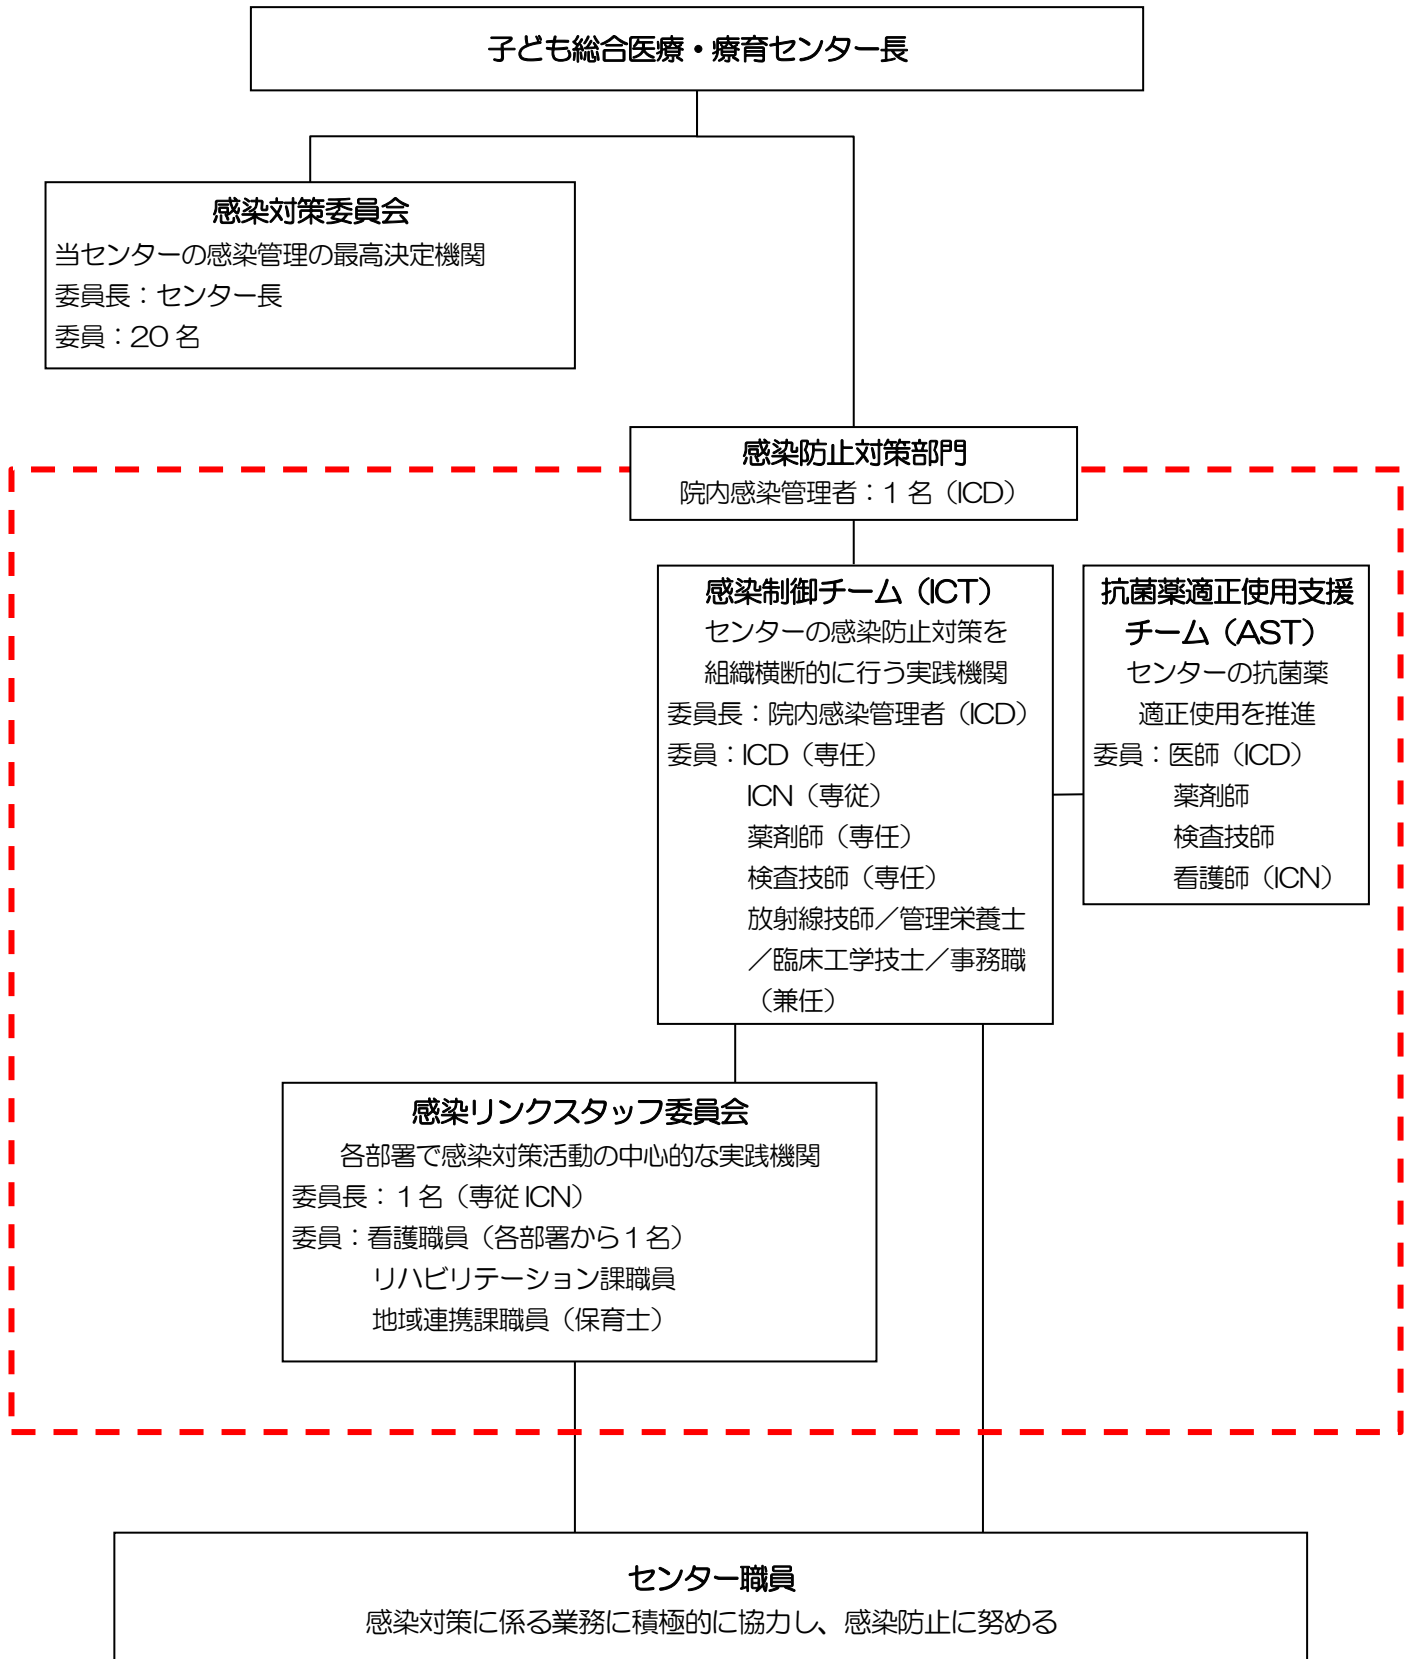 子ども総合医療・療育センター長
感染対策委員会
当センターの感染管理の最高決定機関
委員長：センター長
委員：20 名
感染防止対策部門
院内感染管理者：1 名（ICD）
感染制御チーム（ICT）
センターの感染防止対策を
組織横断的に行う実践機関
委員長：院内感染管理者（ICD）
委員：ICD（専任）
ICN（専従）
薬剤師（専任）
検査技師（専任）
放射線技師／管理栄養士
／臨床工学技士／事務職
（兼任）
抗菌薬適正使用支援
チーム（AST）
センターの抗菌薬
適正使用を推進
委員：医師（ICD）
薬剤師
検査技師
看護師（ICN）
感染リンクスタッフ委員会
各部署で感染対策活動の中心的な実践機関
委員長：１名（専従 ICN）
委員：看護職員（各部署から１名）
リハビリテーション課職員
地域連携課職員（保育士）
センター職員
感染対策に係る業務に積極的に協力し、感染防止に努める